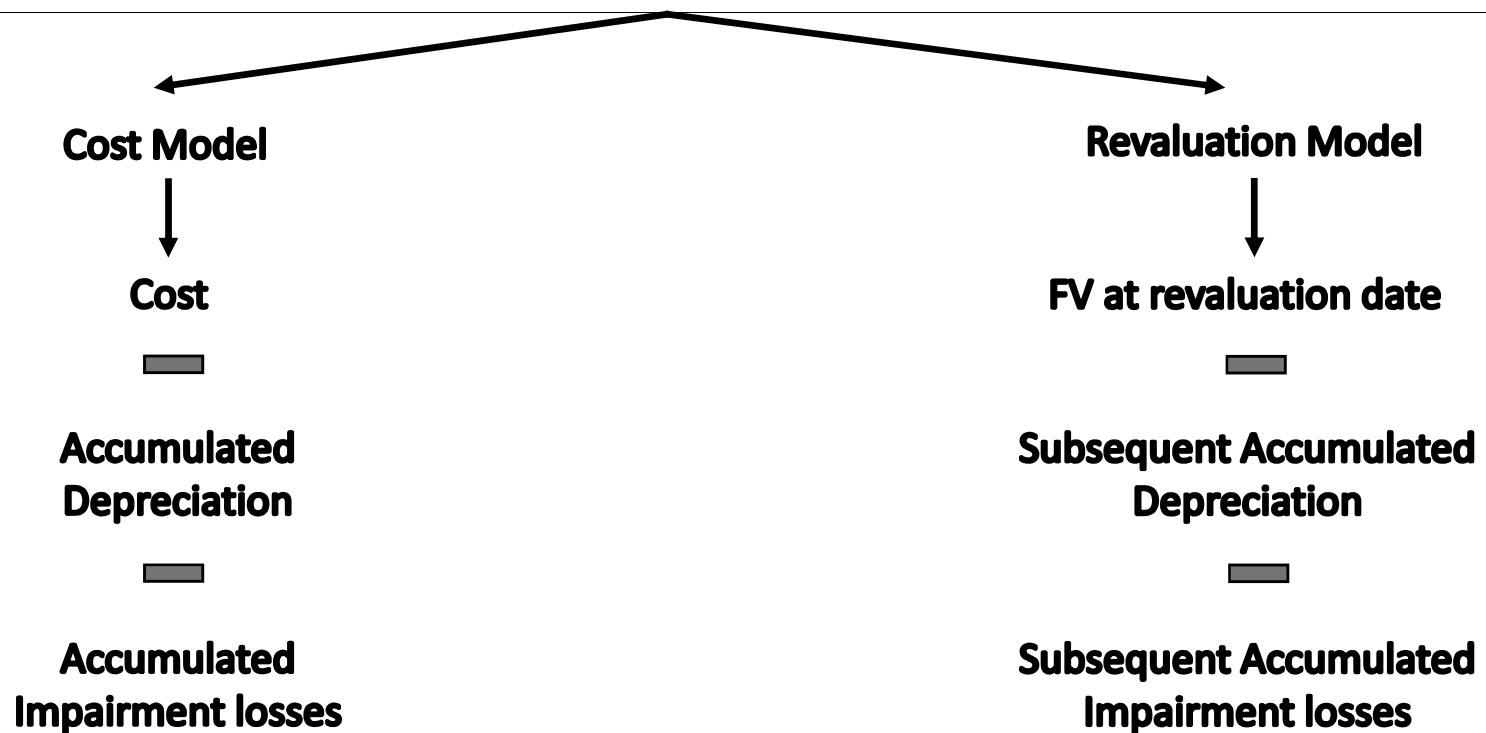 Cost Model
Cost
Accumulated
Depreciation
Accumulated
Impairment losses
Revaluation Model
FV at revaluation date
Subsequent Accumulated
Depreciation
Subsequent Accumulated
Impairment losses